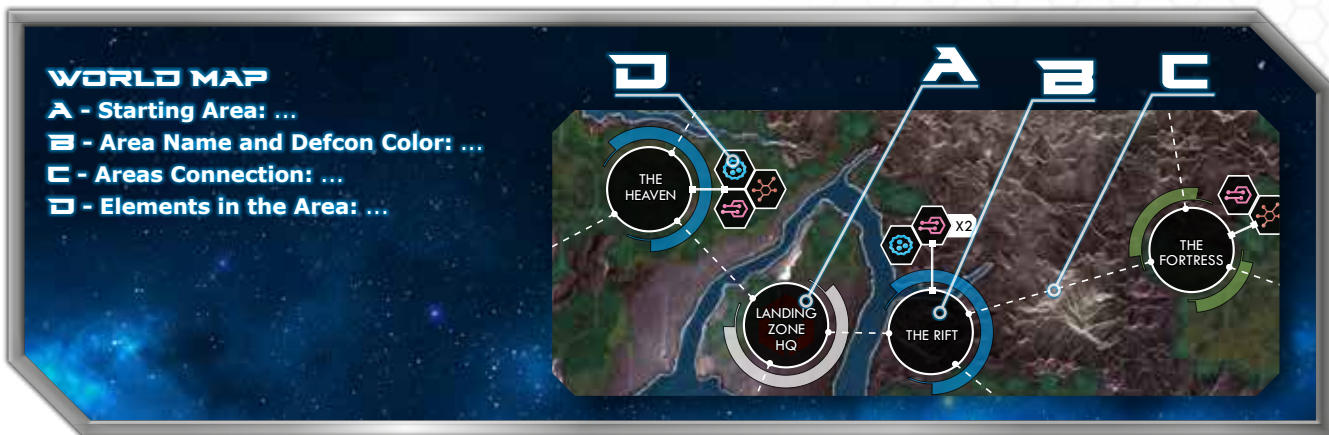 WORLD MAP
A - Starting Area: ...
B - Area Name and Defcon Color: ...
C - Areas Connection: ...
D - Elements in the Area: ...
D
A
B
C
THE
HEAVEN
X2
THE
FORTRESS
LANDING
ZONE
HQ
THE RIFT